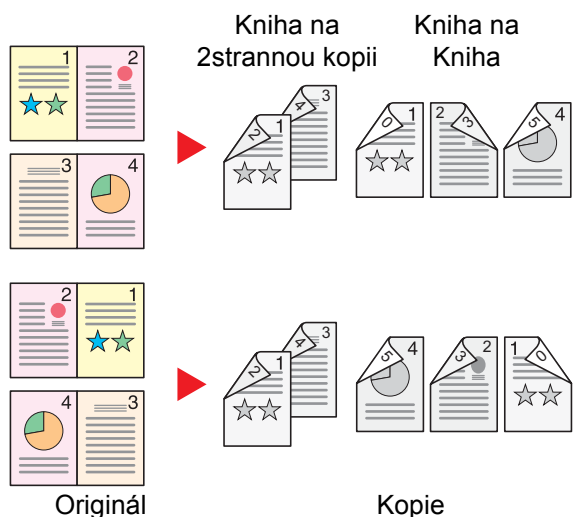 Kniha na
2strannou kopii
Kniha na
Kniha
1 2
3 4
2 1 4 3
0 1 2 3 5 4
2 1
4 3
2 1 4 3
5 4 3 2 1 0
Originál
Kopie